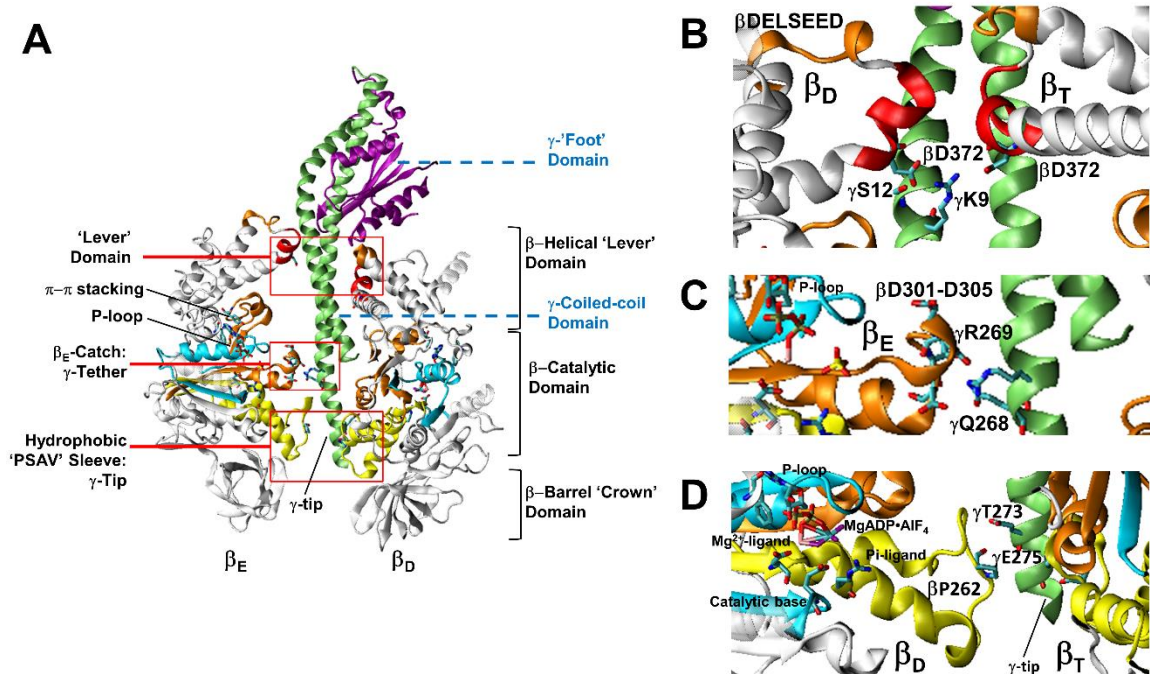 A
γ-'Foot'
Domain
'Lever'
Domain
π–π stacking
P-loop
βE-Catch:
γ-Tether
Hydrophobic
'PSAV' Sleeve:
γ-Tip
β–Helical 'Lever'
Domain
γ-Coiled-coil
Domain
β–Catalytic
Domain
β–Barrel 'Crown'
Domain
γ-tip
βE
βD
B
βDELSEED
βD
βT
βD372
γS12
γK9
βD372
C
P-loop
βE
βD301-D305
γR269
γQ268
D
P-loop
MgADP•AlF4
Mg2+-ligand
Pi-ligand
Catalytic base
γT273
γE275
βP262
βD
γ-tip
βT